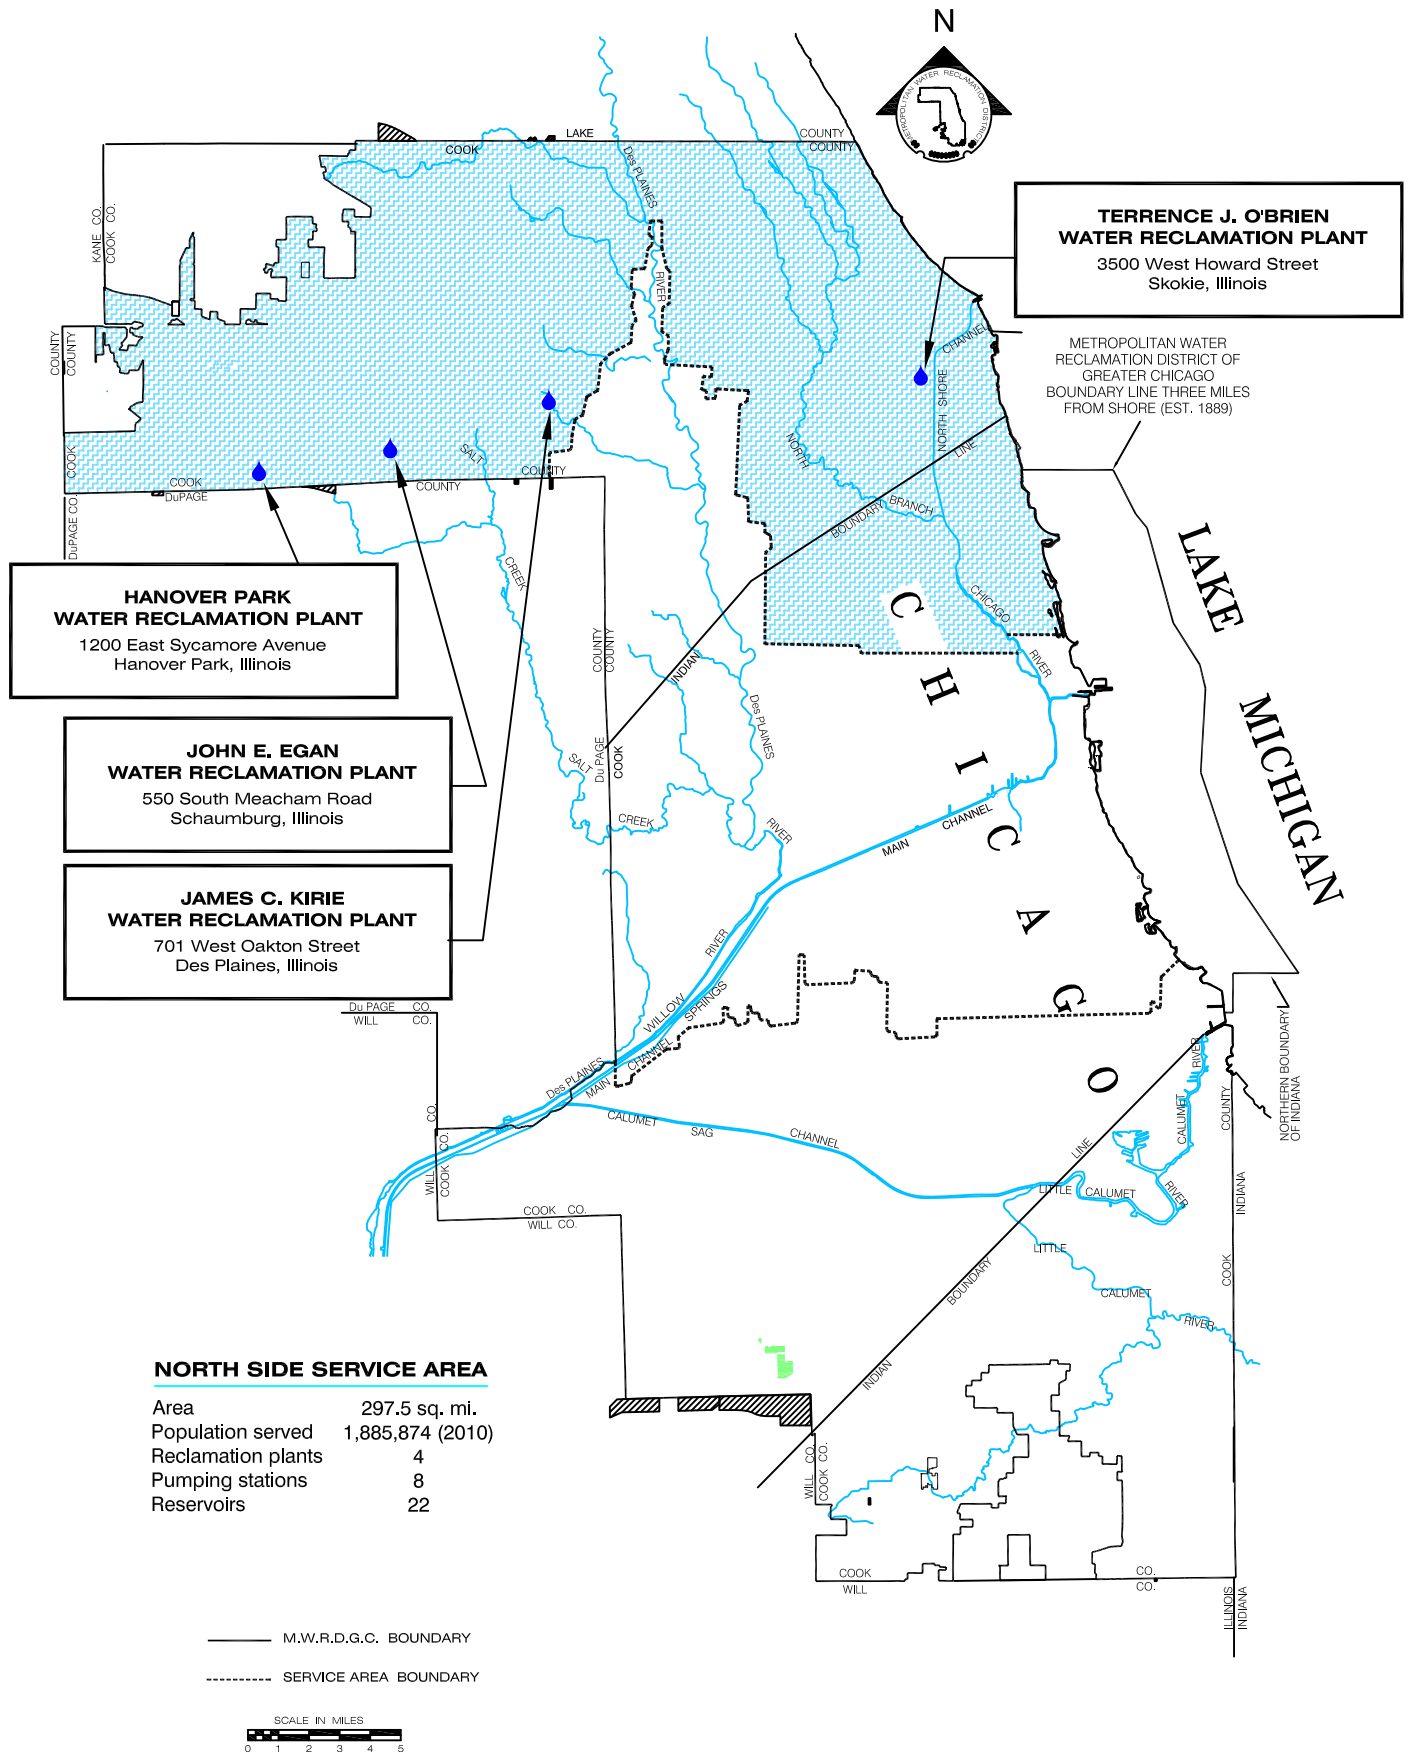 N
METROPOLITAN WATER RECLAMATION DISTRICT
LAKE COUNTY
COOK COUNTY
KANE CO.
COOK CO.
Des PLAINES
RIVER
TERRENCE J. O'BRIEN
WATER RECLAMATION PLANT
3500 West Howard Street
Skokie, Illinois
METROPOLITAN WATER
RECLAMATION DISTRICT OF
GREATER CHICAGO
BOUNDARY LINE THREE MILES
FROM SHORE (EST. 1889)
COUNTY
COUNTY
COOK
DuPAGE CO.
CHANNEL
NORTH SHORE
NORTH
BRANCH
CHICAGO
RIVER
INDIAN
BOUNDARY
LINE
SALT
CREEK
COOK COUNTY
DuPAGE COUNTY
HANOVER PARK
WATER RECLAMATION PLANT
1200 East Sycamore Avenue
Hanover Park, Illinois
JOHN E. EGAN
WATER RECLAMATION PLANT
550 South Meacham Road
Schaumburg, Illinois
JAMES C. KIRIE
WATER RECLAMATION PLANT
701 West Oakton Street
Des Plaines, Illinois
COUNTY
COUNTY
Du PAGE
COOK
SALT
CREEK
Des PLAINES
RIVER
MAIN
CHANNEL
CHICAGO
LAKE
MICHIGAN
RIVER
WILLOW
SPRINGS
Des PLAINES
MAIN
CHANNEL
Du PAGE CO.
WILL CO.
WILL CO.
COOK CO.
CALUMET
SAG
CHANNEL
COOK CO.
WILL CO.
NORTHERN BOUNDARY
OF INDIANA
CALUMET
RIVER
LITTLE
CALUMET
RIVER
COUNTY
COOK
INDIANA
LITTLE
CALUMET
RIVER
INDIAN
BOUNDARY
LINE
NORTH SIDE SERVICE AREA
Area 297.5 sq. mi.
Population served 1,885,874 (2010)
Reclamation plants 4
Pumping stations 8
Reservoirs 22
WILL CO.
COOK CO.
COOK CO.
WILL CO.
ILLINOIS
INDIANA
M.W.R.D.G.C. BOUNDARY
SERVICE AREA BOUNDARY
SCALE IN MILES
0 1 2 3 4 5